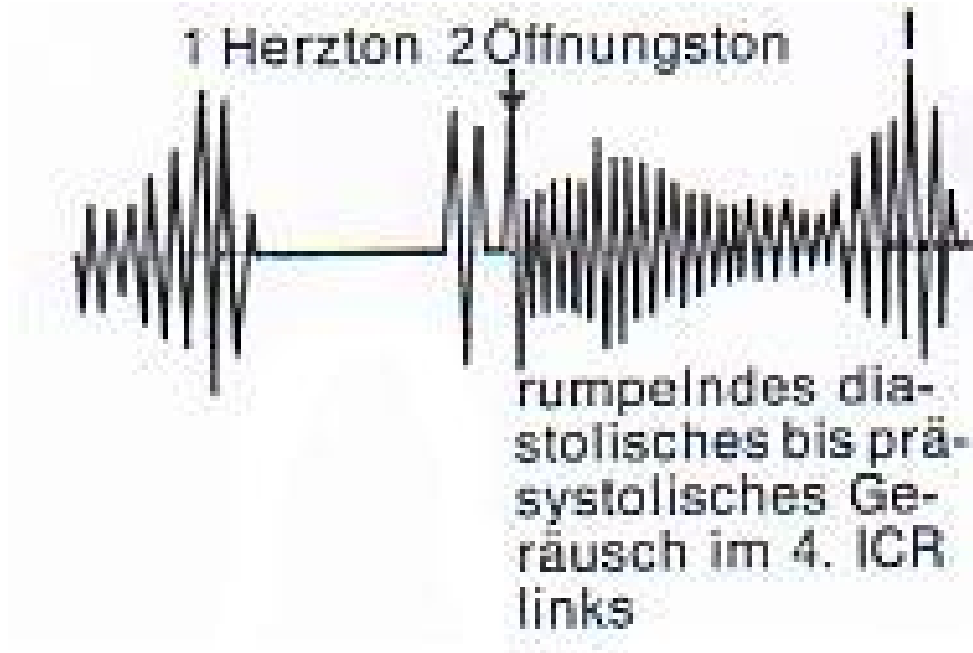 1 Herzton 2 Öffnungston
rumpelndes dia-
stolisches bis prä-
systolisches Ge-
räusch im 4. ICR
links